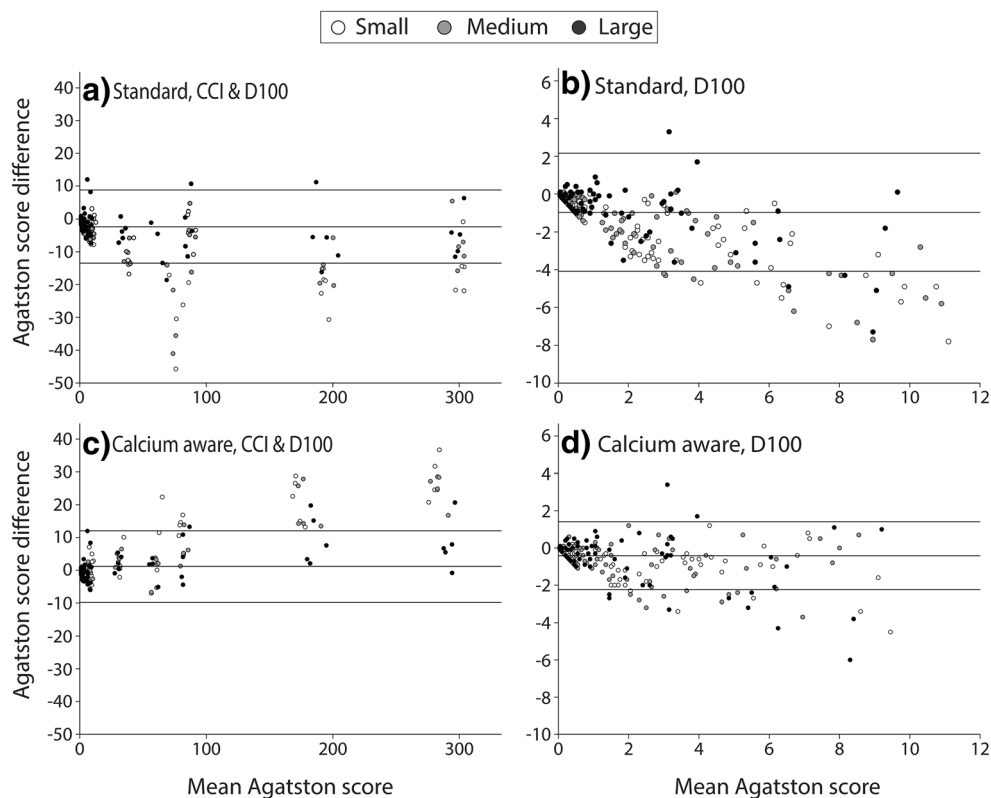 Small Medium Large
a) Standard, CCI & D100
Agatston score difference
40
30
20
10
0
-10
-20
-30
-40
-50
0 100 200 300
b) Standard, D100
6
4
2
0
-2
-4
-6
-8
-10
0 2 4 6 8 10 12
c) Calcium aware, CCI & D100
Agatston score difference
40
30
20
10
0
-10
-20
-30
-40
-50
0 100 200 300
Mean Agatston score
d) Calcium aware, D100
6
4
2
0
-2
-4
-6
-8
-10
0 2 4 6 8 10 12
Mean Agatston score